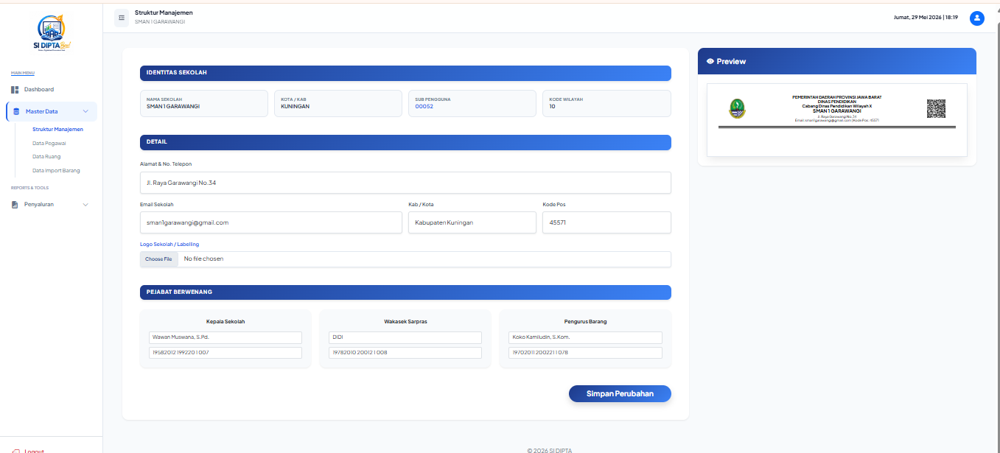 SI DIPTA
MAIN MENU
Dashboard
Master Data
Struktur Manajemen
Data Pegawai
Data Ruang
Data Import Barang
REPORTS & TOOLS
Penyaluran
Logout
Struktur Manajemen
SMAN 1 GARAWANGI
Jumat, 29 Mei 2026 | 18:19
IDENTITAS SEKOLAH
NAMA SEKOLAH
SMAN 1 GARAWANGI
KOTA / KAB
KUNINGAN
SUB PENGGUNA
00052
KODE WILAYAH
10
DETAIL
Alamat & No. Telepon
Jl. Raya Garawangi No.34
Email Sekolah
sman1garawangi@gmail.com
Kab / Kota
Kabupaten Kuningan
Kode Pos
45571
Logo Sekolah / Labelling
Choose File No file chosen
PEJABAT BERWENANG
Kepala Sekolah
Wawan Muswana, S.Pd.
19582012 199220 1 007
Wakasek Sarpras
DIDI
19782010 20012 1 008
Pengurus Barang
Koko Kamiludin, S.Kom.
19702011 200221 1 078
Simpan Perubahan
Preview
PEMERINTAH DAERAH PROVINSI JAWA BARAT
DINAS PENDIDIKAN
Cabang Dinas Pendidikan Wilayah X
SMAN 1 GARAWANGI
Jl. Raya Garawangi No.34
Email: sman1garawangi@gmail.com | Kode Pos. 45571
© 2026 SI DIPTA